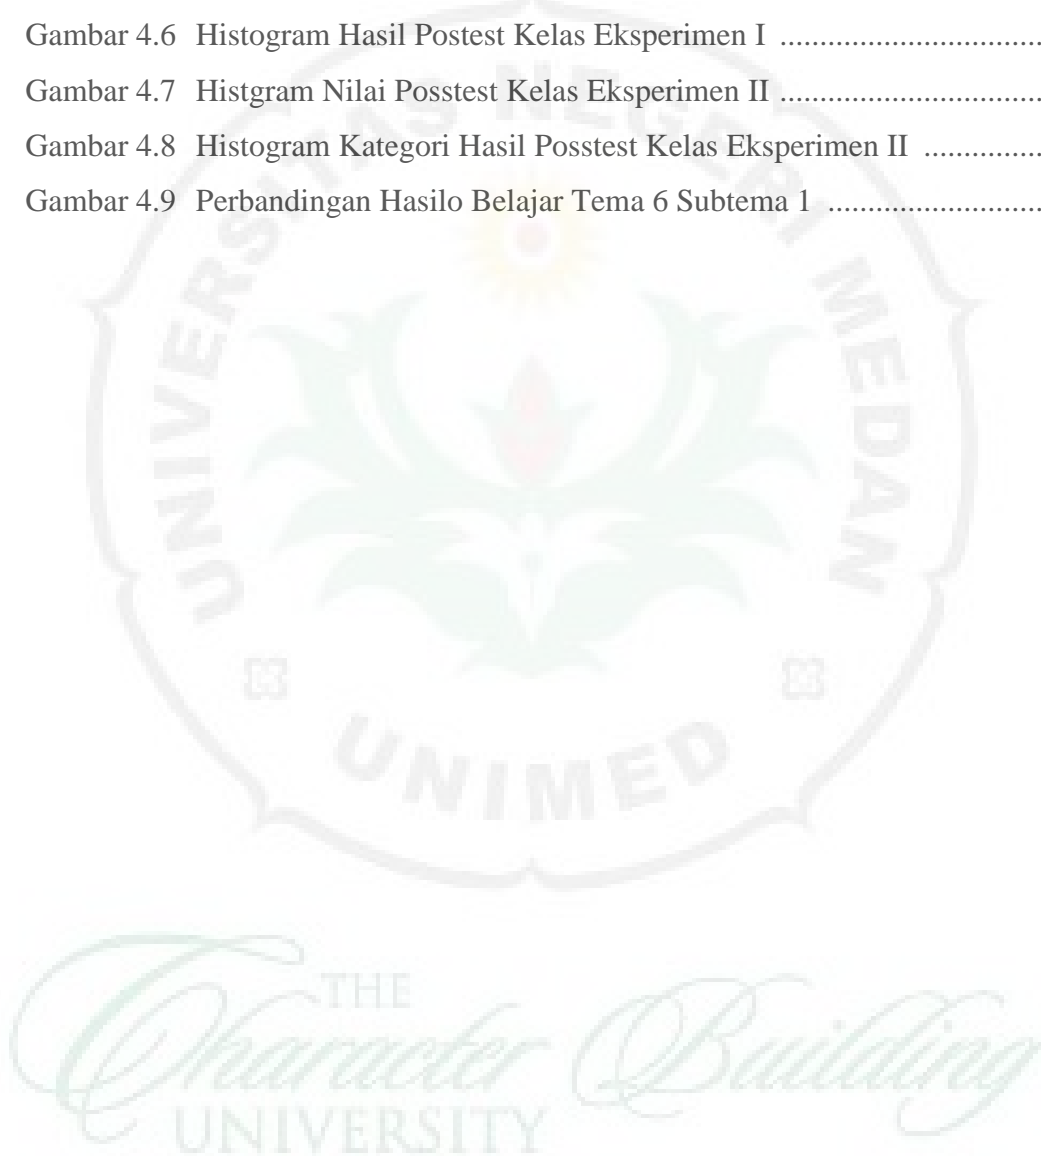 Gambar 4.6 Histogram Hasil Postest Kelas Eksperimen I .................................
Gambar 4.7 Histgram Nilai Posstest Kelas Eksperimen II .................................
Gambar 4.8 Histogram Kategori Hasil Posstest Kelas Eksperimen II ...............
Gambar 4.9 Perbandingan Hasilo Belajar Tema 6 Subtema 1 ...........................
UNIVERSITAS NEGERI MEDAN
UNIMED
THE
Character Building
UNIVERSITY